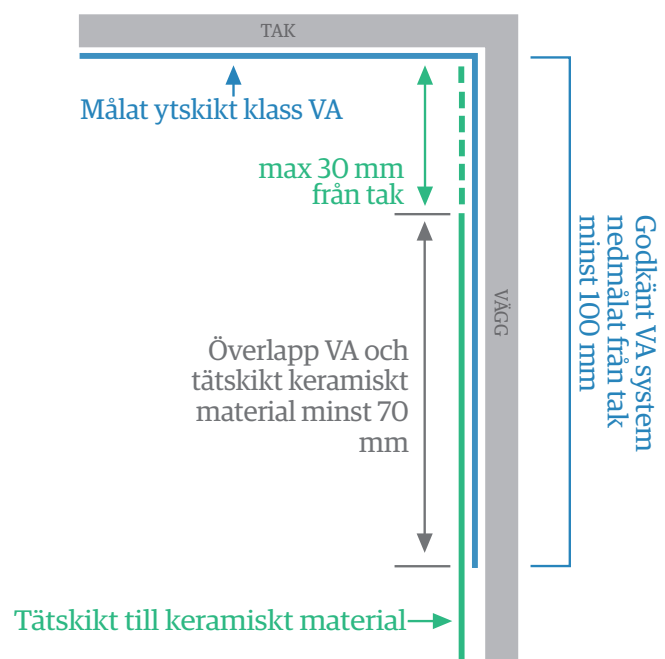 TAK
Målat ytskikt klass VA
max 30 mm
från tak
Godkänt VA system
nedmålat från tak
minst 100 mm
VÄGG
Överlapp VA och
tätskikt keramiskt
material minst 70
mm
Tätskikt till keramiskt material